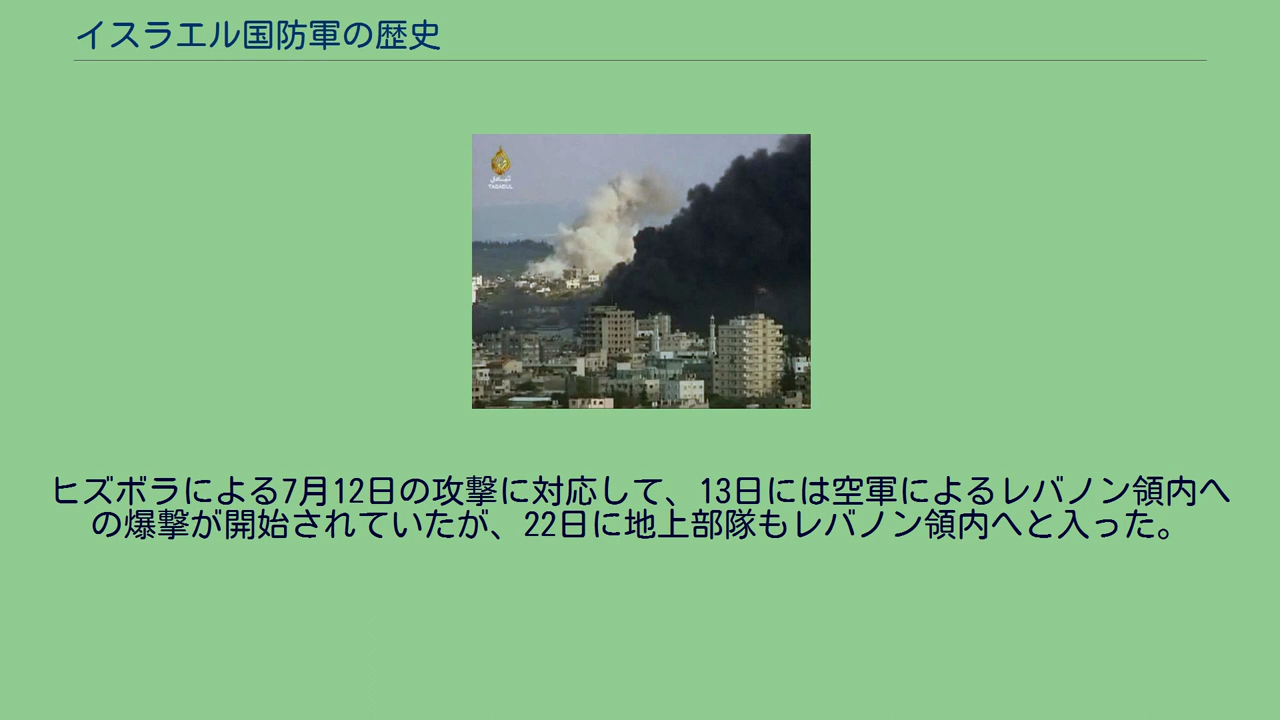 イスラエル国防軍の歴史
TABADUL
ヒズボラによる7月12日の攻撃に対応して、13日には空軍によるレバノン領内へ
の爆撃が開始されていたが、22日に地上部隊もレバノン領内へと入った。